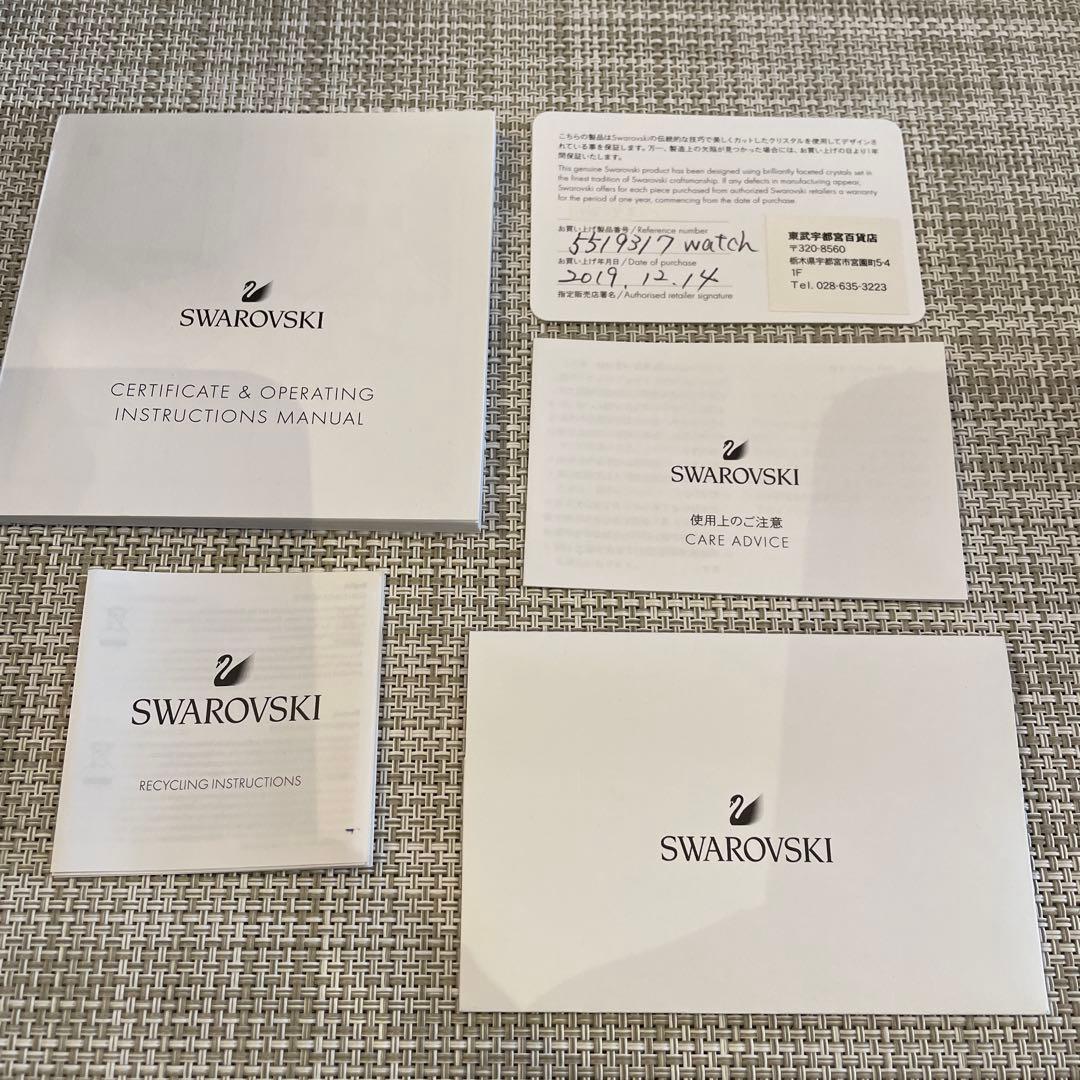 SWAROVSKI
CERTIFICATE & OPERATING
INSTRUCTIONS MANUAL
こちらの製品はSwarovskiの伝統的な技巧で美しくカットしたクリスタルを使用してデザインさ
れている事を保証します。万一、製造上の欠陥が見つかった場合には、お買い上げの日より1年
間保証いたします。
This genuine Swarovski product has been designed using brilliantly faceted crystals set in
the finest tradition of Swarovski craftsmanship. If any defects in manufacturing appear,
Swarovski offers for each piece purchased from authorized Swarovski retailers a warranty
for the period of one year, commencing from the date of purchase.
お買い上げ製品番号 / Reference number
5519317 watch
お買い上げ年月日 / Date of purchase
2019.12.14
指定販売店署名 / Authorised retailer signature
東武宇都宮百貨店
〒320-8560
栃木県宇都宮市宮園町5-4
1F
Tel. 028-635-3223
SWAROVSKI
使用上のご注意
CARE ADVICE
SWAROVSKI
RECYCLING INSTRUCTIONS
SWAROVSKI